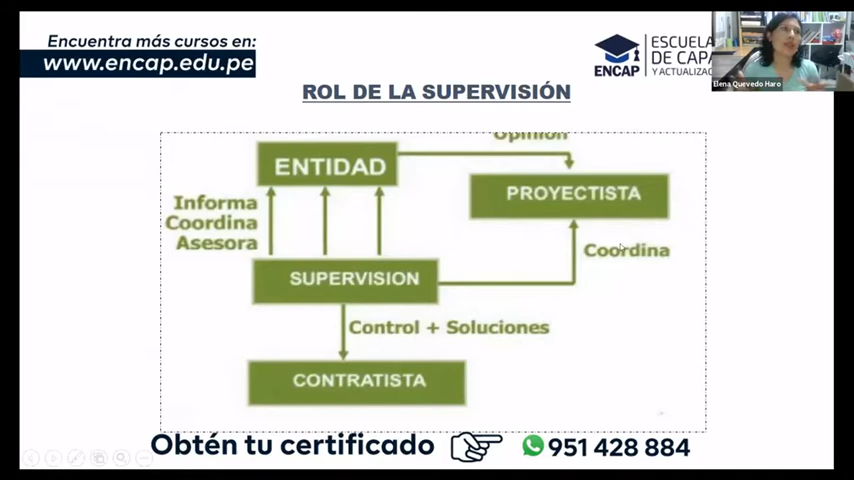 Encuentra más cursos en:
www.encap.edu.pe
ENCAP
ESCUELA
DE CAPA
Y ACTUALIZAC
Elena Quevedo Haro
ROL DE LA SUPERVISIÓN
Opinión
ENTIDAD
PROYECTISTA
Informa
Coordina
Asesora
Coordina
SUPERVISION
Control + Soluciones
CONTRATISTA
Obtén tu certificado
951 428 884